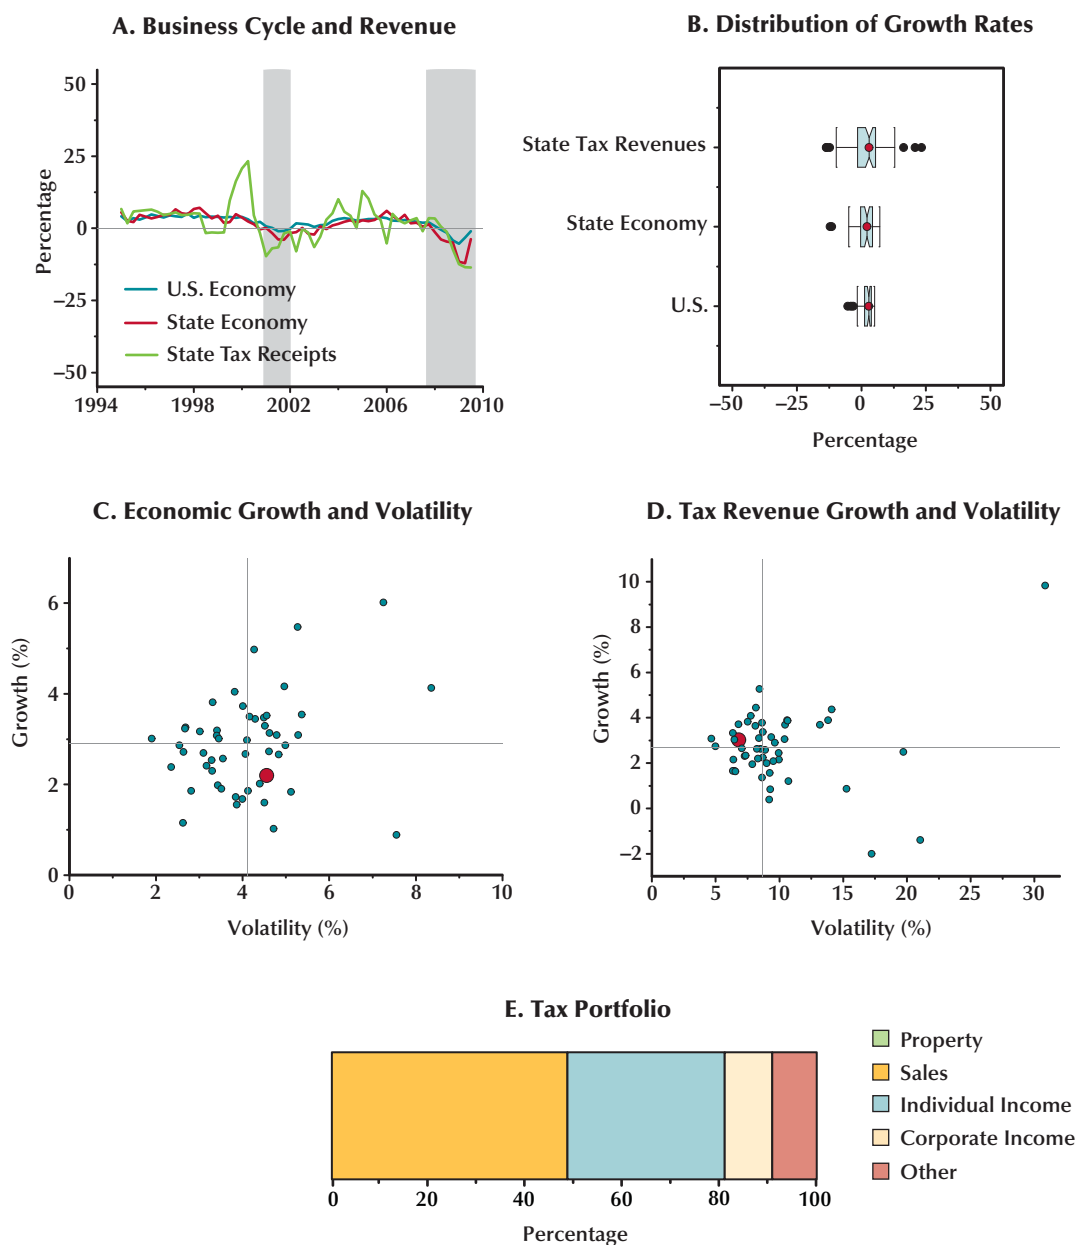 A. Business Cycle and Revenue
50
25
0
−25
−50
Percentage
U.S. Economy
State Economy
State Tax Receipts
1994 1998 2002 2006 2010
B. Distribution of Growth Rates
State Tax Revenues
State Economy
U.S.
−50 −25 0 25 50
Percentage
C. Economic Growth and Volatility
6
4
2
0
Growth (%)
0 2 4 6 8 10
Volatility (%)
D. Tax Revenue Growth and Volatility
10
8
6
4
2
0
−2
Growth (%)
0 5 10 15 20 25 30
Volatility (%)
E. Tax Portfolio
0 20 40 60 80 100
Percentage
Property
Sales
Individual Income
Corporate Income
Other